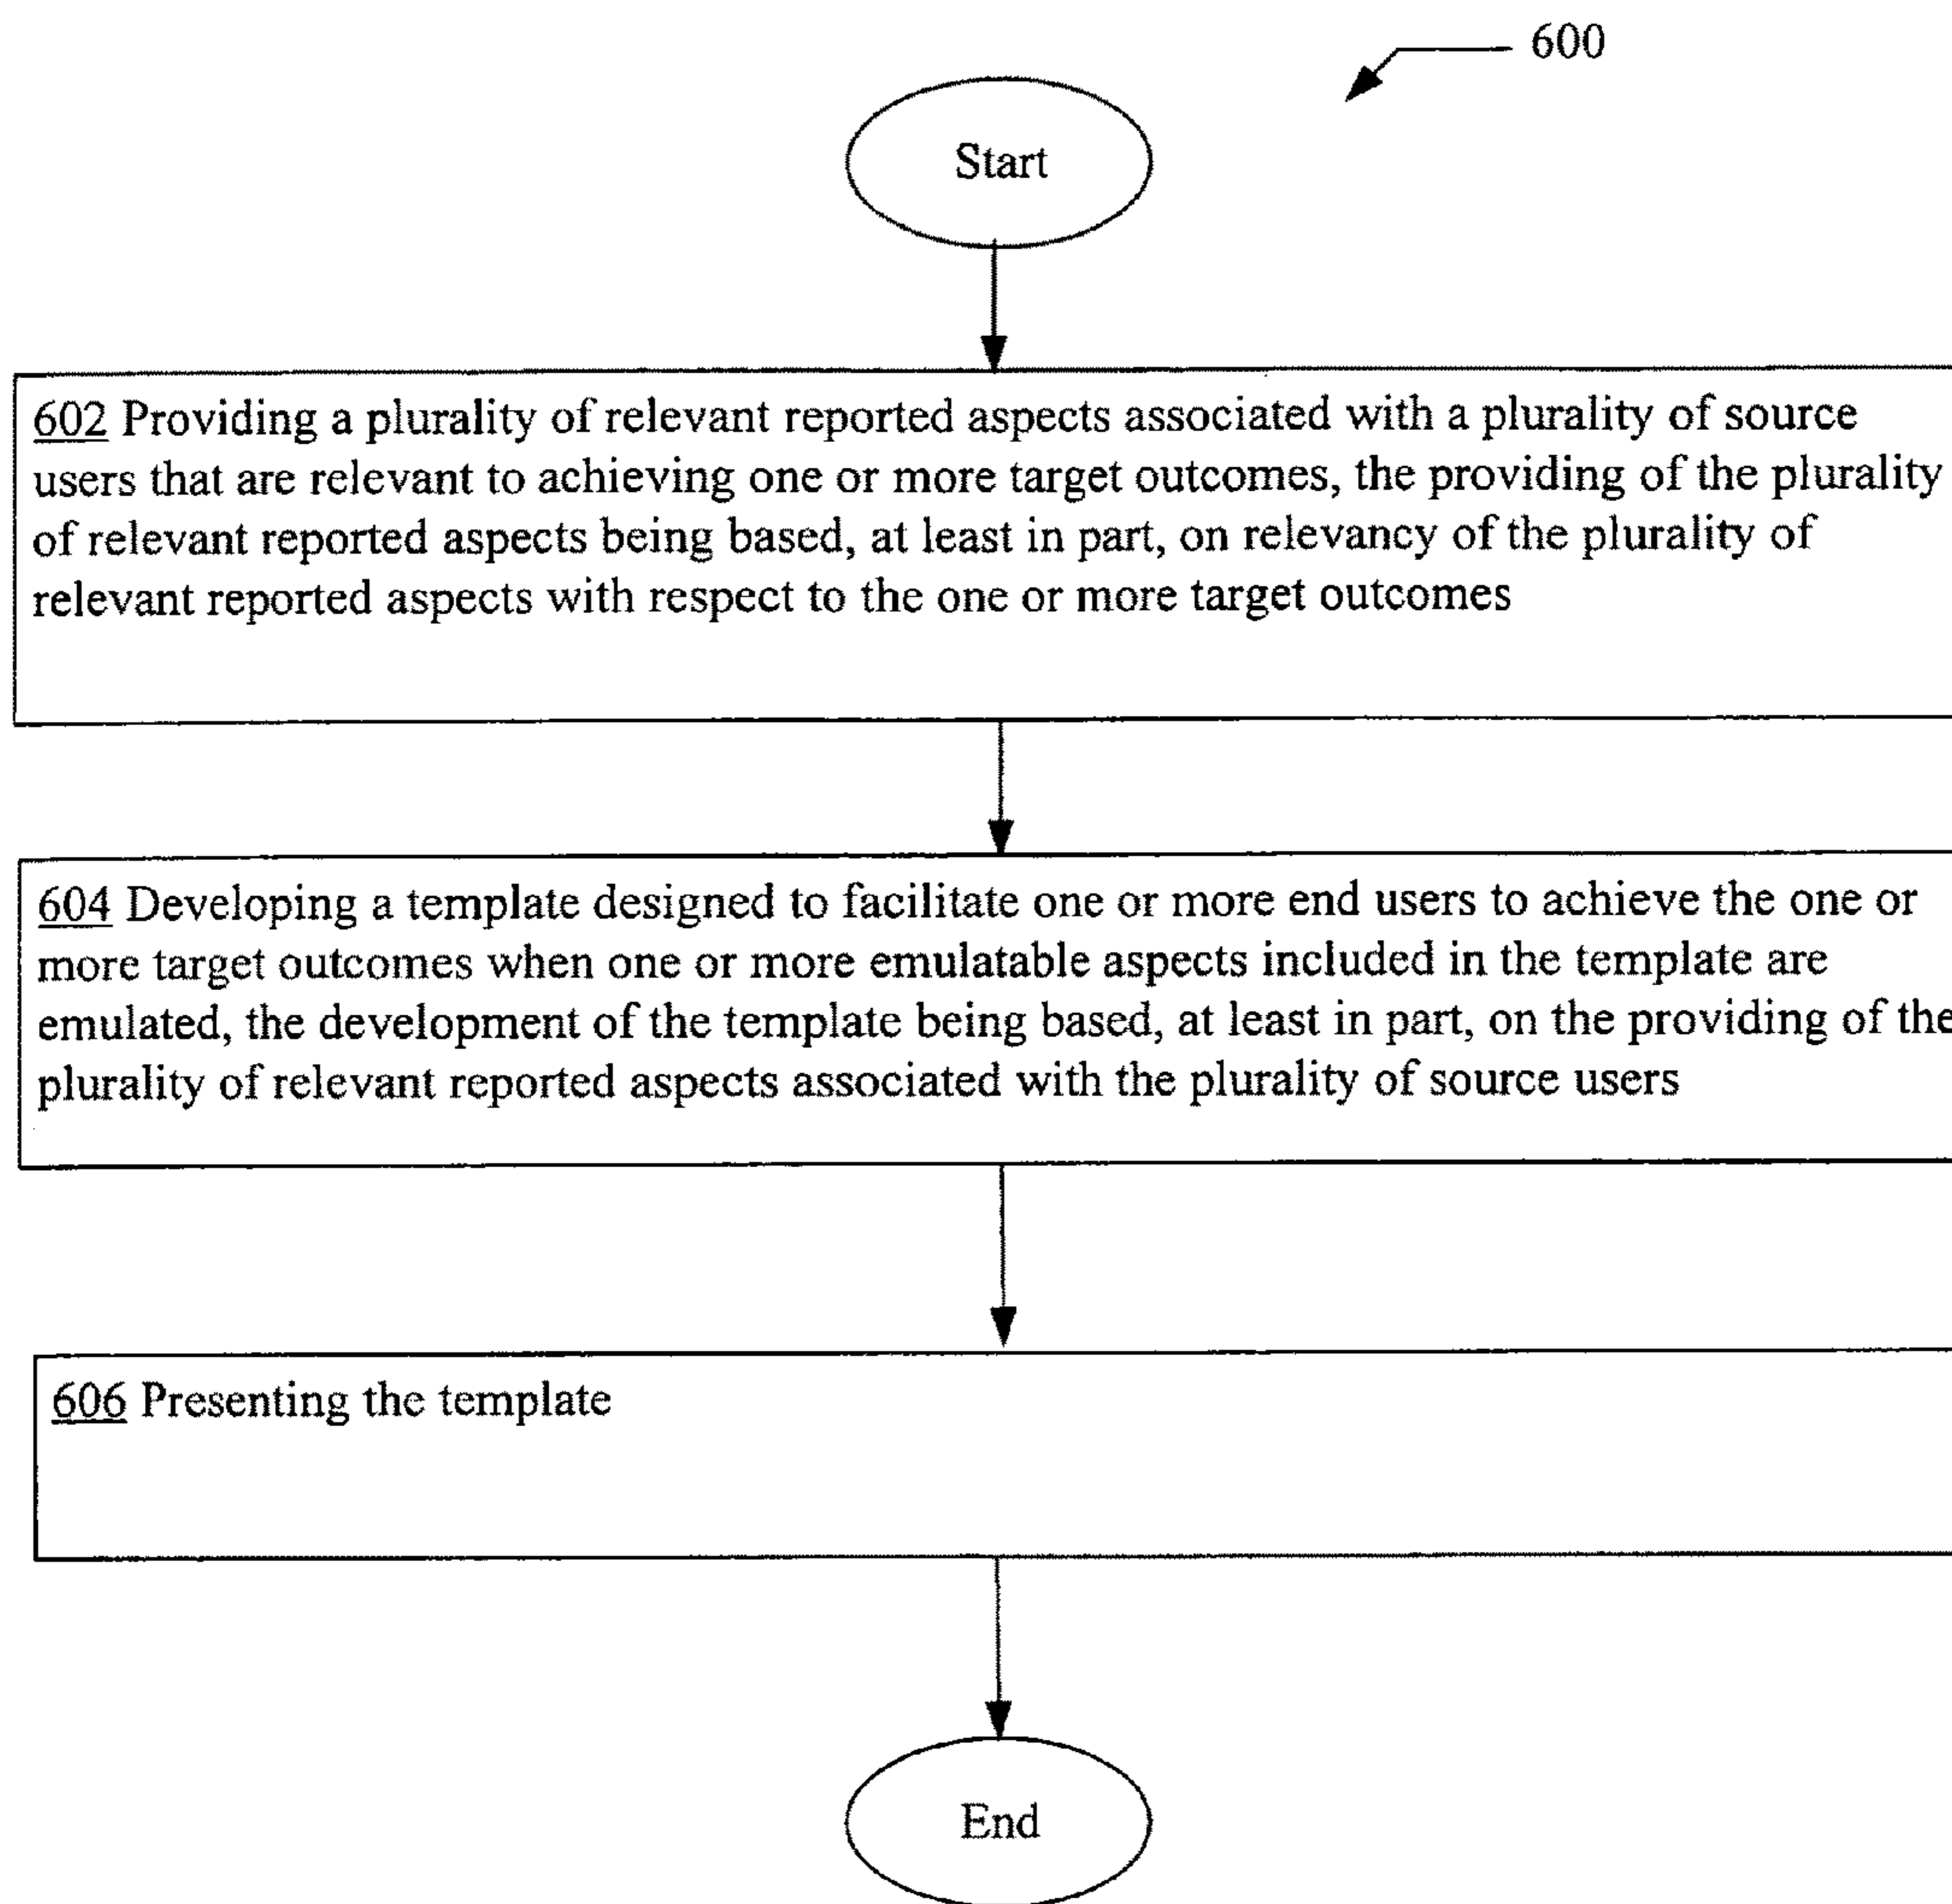 600
Start
602 Providing a plurality of relevant reported aspects associated with a plurality of source
users that are relevant to achieving one or more target outcomes, the providing of the plurality
of relevant reported aspects being based, at least in part, on relevancy of the plurality of
relevant reported aspects with respect to the one or more target outcomes
604 Developing a template designed to facilitate one or more end users to achieve the one or
more target outcomes when one or more emulatable aspects included in the template are
emulated, the development of the template being based, at least in part, on the providing of the
plurality of relevant reported aspects associated with the plurality of source users
606 Presenting the template
End